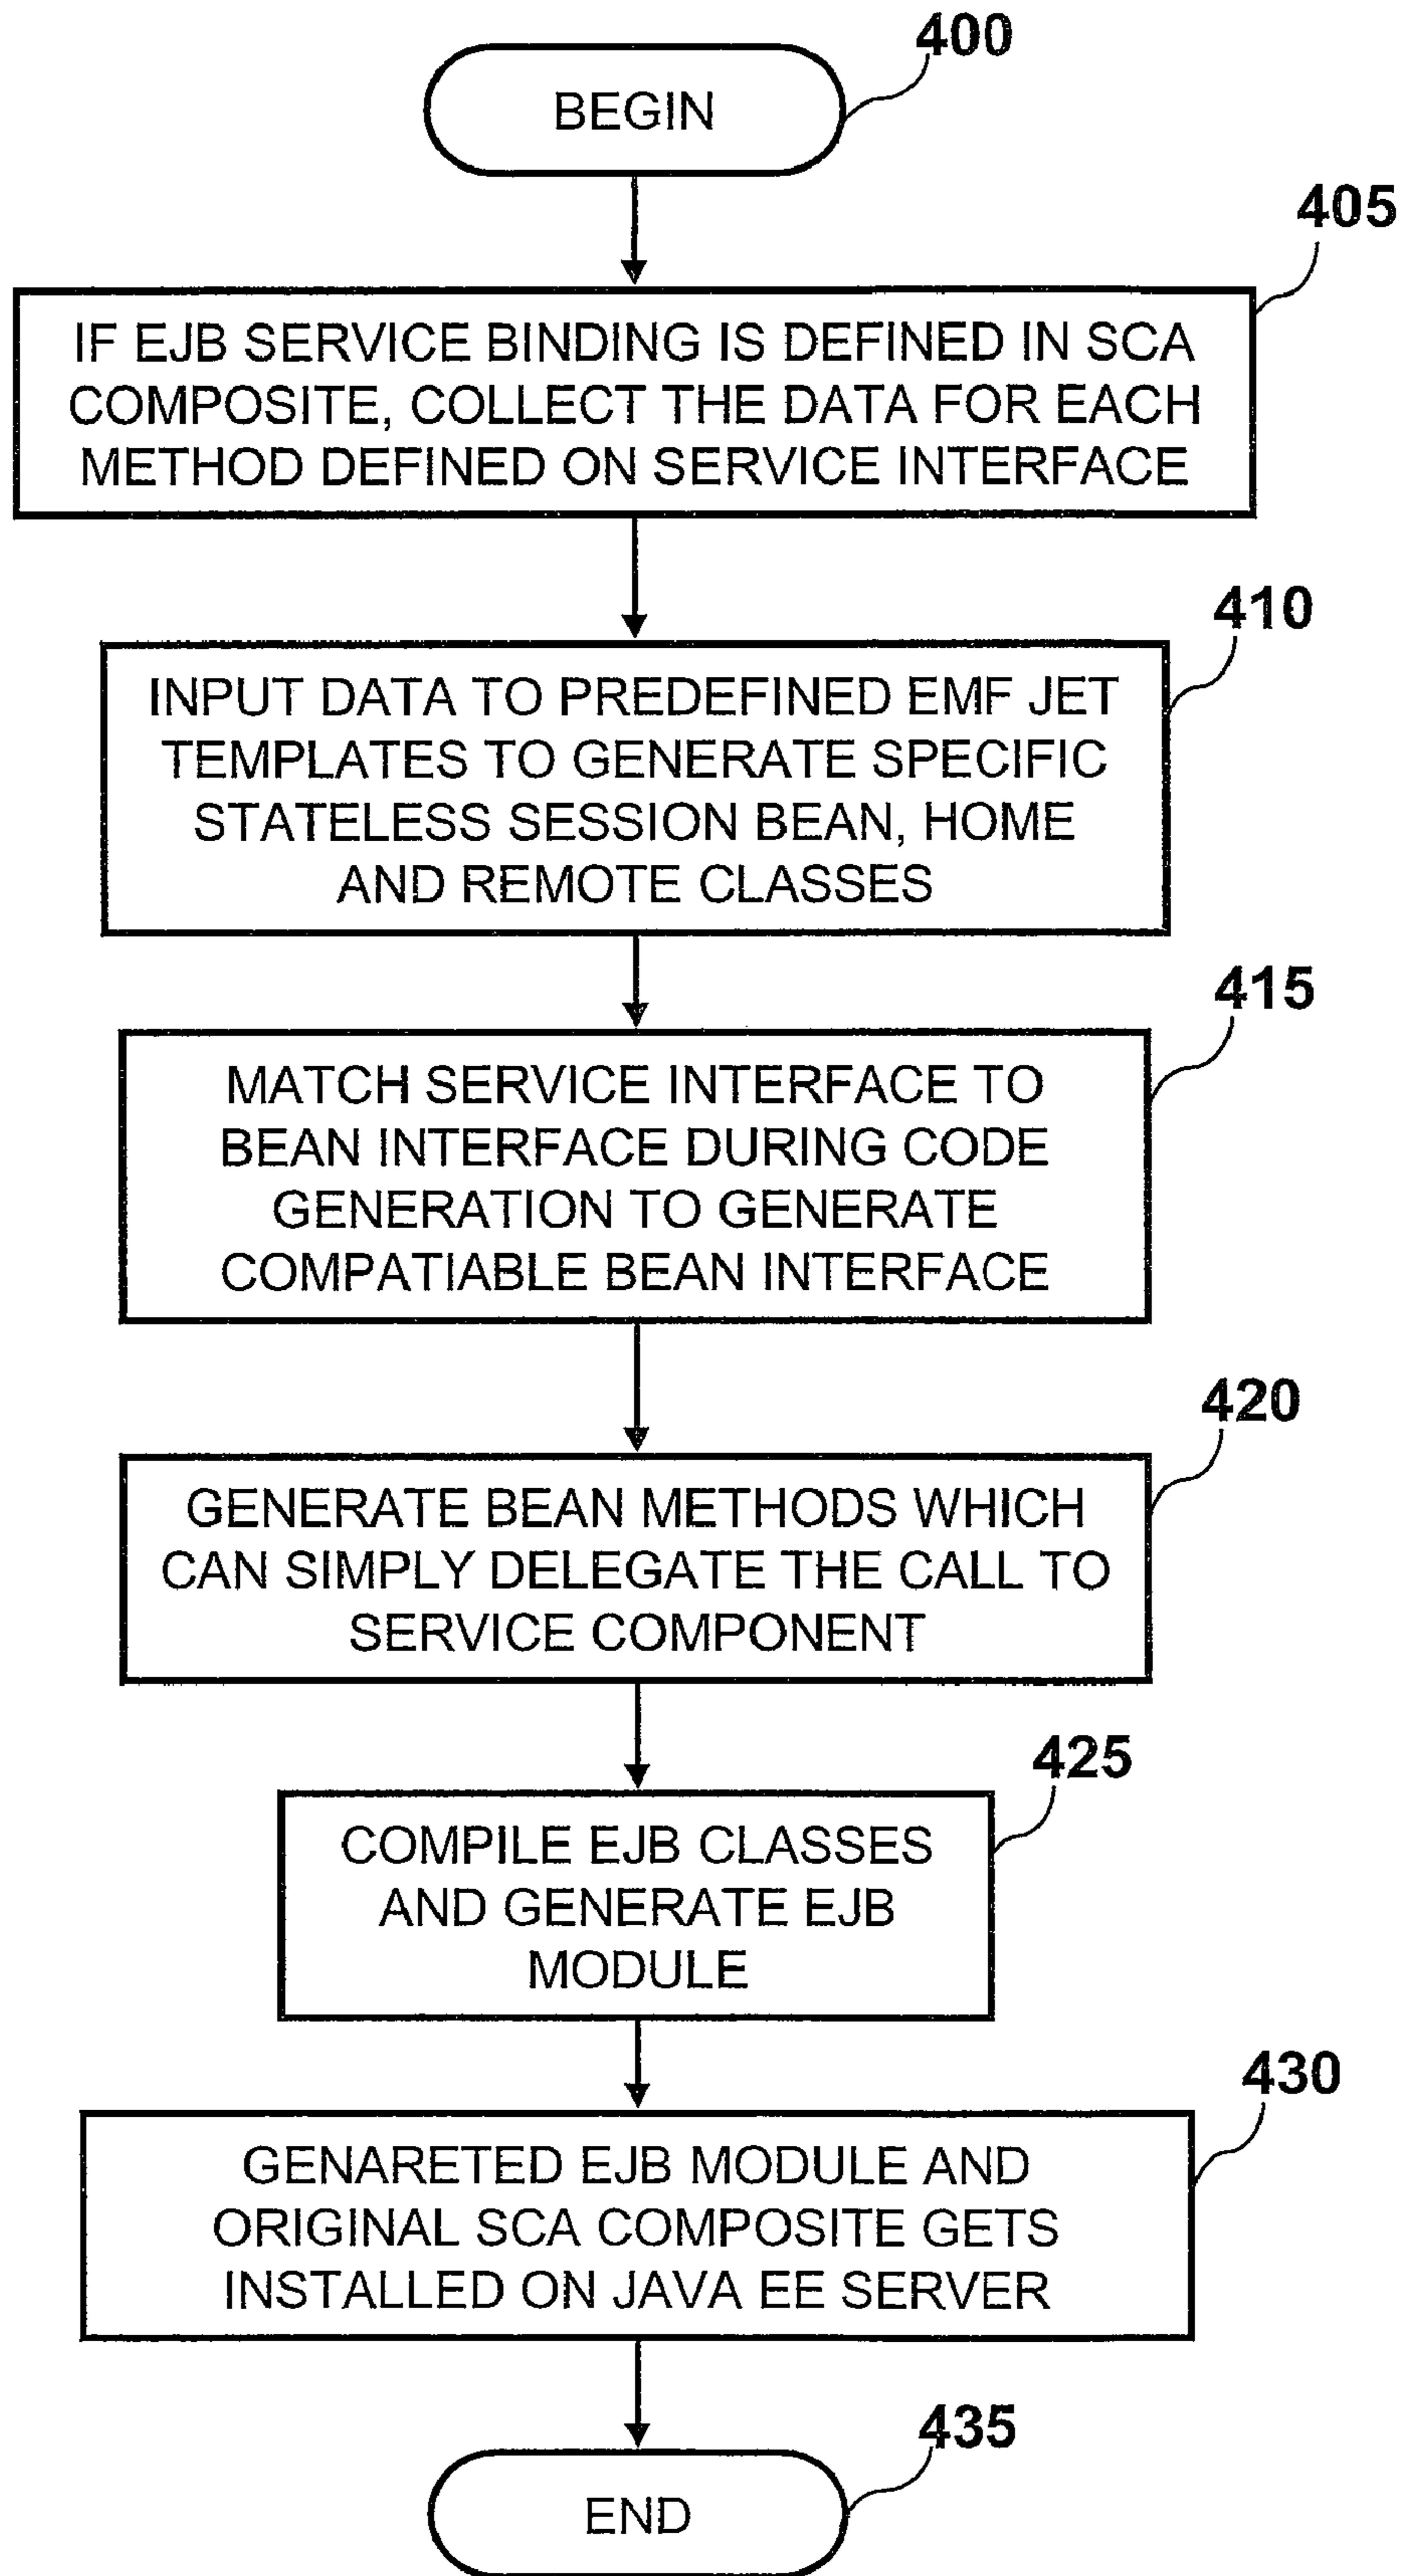 400
BEGIN
405
IF EJB SERVICE BINDING IS DEFINED IN SCA
COMPOSITE, COLLECT THE DATA FOR EACH
METHOD DEFINED ON SERVICE INTERFACE
410
INPUT DATA TO PREDEFINED EMF JET
TEMPLATES TO GENERATE SPECIFIC
STATELESS SESSION BEAN, HOME
AND REMOTE CLASSES
415
MATCH SERVICE INTERFACE TO
BEAN INTERFACE DURING CODE
GENERATION TO GENERATE
COMPATIABLE BEAN INTERFACE
420
GENERATE BEAN METHODS WHICH
CAN SIMPLY DELEGATE THE CALL TO
SERVICE COMPONENT
425
COMPILE EJB CLASSES
AND GENERATE EJB
MODULE
430
GENARETED EJB MODULE AND
ORIGINAL SCA COMPOSITE GETS
INSTALLED ON JAVA EE SERVER
435
END